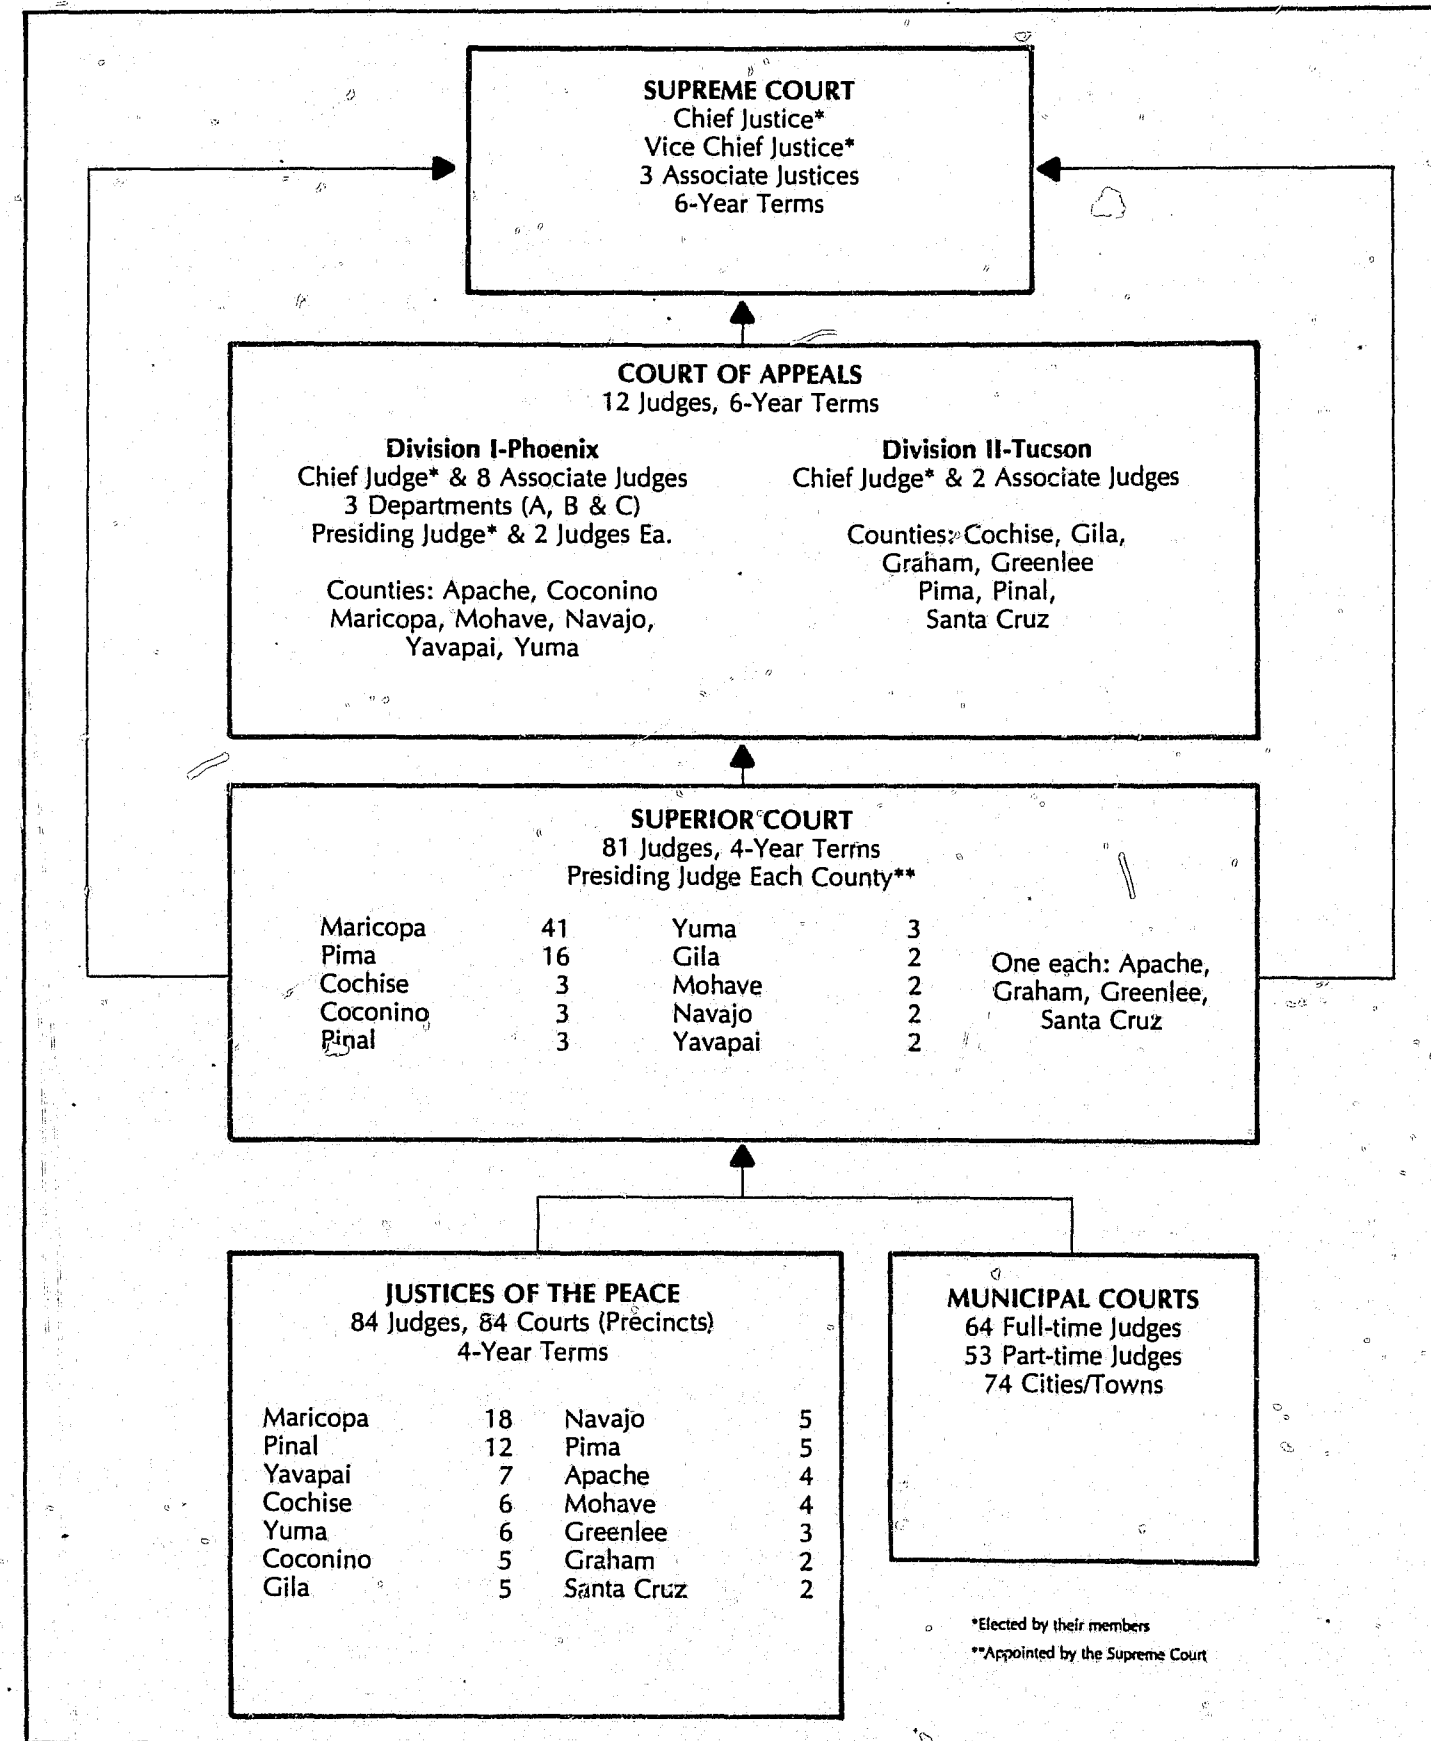 SUPREME COURT
Chief Justice*
Vice Chief Justice*
3 Associate Justices
6-Year Terms
COURT OF APPEALS
12 Judges, 6-Year Terms
Division I-Phoenix
Chief Judge* & 8 Associate Judges
3 Departments (A, B & C)
Presiding Judge* & 2 Judges Ea.
Counties: Apache, Coconino
Maricopa, Mohave, Navajo,
Yavapai, Yuma
Division II-Tucson
Chief Judge* & 2 Associate Judges
Counties: Cochise, Gila,
Graham, Greenlee
Pima, Pinal,
Santa Cruz
SUPERIOR COURT
81 Judges, 4-Year Terms
Presiding Judge Each County**
Maricopa 41
Pima 16
Cochise 3
Coconino 3
Pinal 3
Yuma 3
Gila 2
Mohave 2
Navajo 2
Yavapai 2
One each: Apache,
Graham, Greenlee,
Santa Cruz
JUSTICES OF THE PEACE
84 Judges, 84 Courts (Precincts)
4-Year Terms
Maricopa 18
Pinal 12
Yavapai 7
Cochise 6
Yuma 6
Coconino 5
Gila 5
Navajo 5
Pima 5
Apache 4
Mohave 4
Greenlee 3
Graham 2
Santa Cruz 2
MUNICIPAL COURTS
64 Full-time Judges
53 Part-time Judges
74 Cities/Towns
*Elected by their members
**Appointed by the Supreme Court